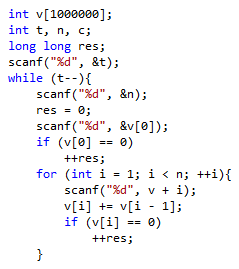 int v[1000000];
int t, n, c;
long long res;
scanf("%d", &t);
while (t--){
    scanf("%d", &n);
    res = 0;
    scanf("%d", &v[0]);
    if (v[0] == 0)
        ++res;
    for (int i = 1; i < n; ++i){
        scanf("%d", v + i);
        v[i] += v[i - 1];
        if (v[i] == 0)
            ++res;
    }